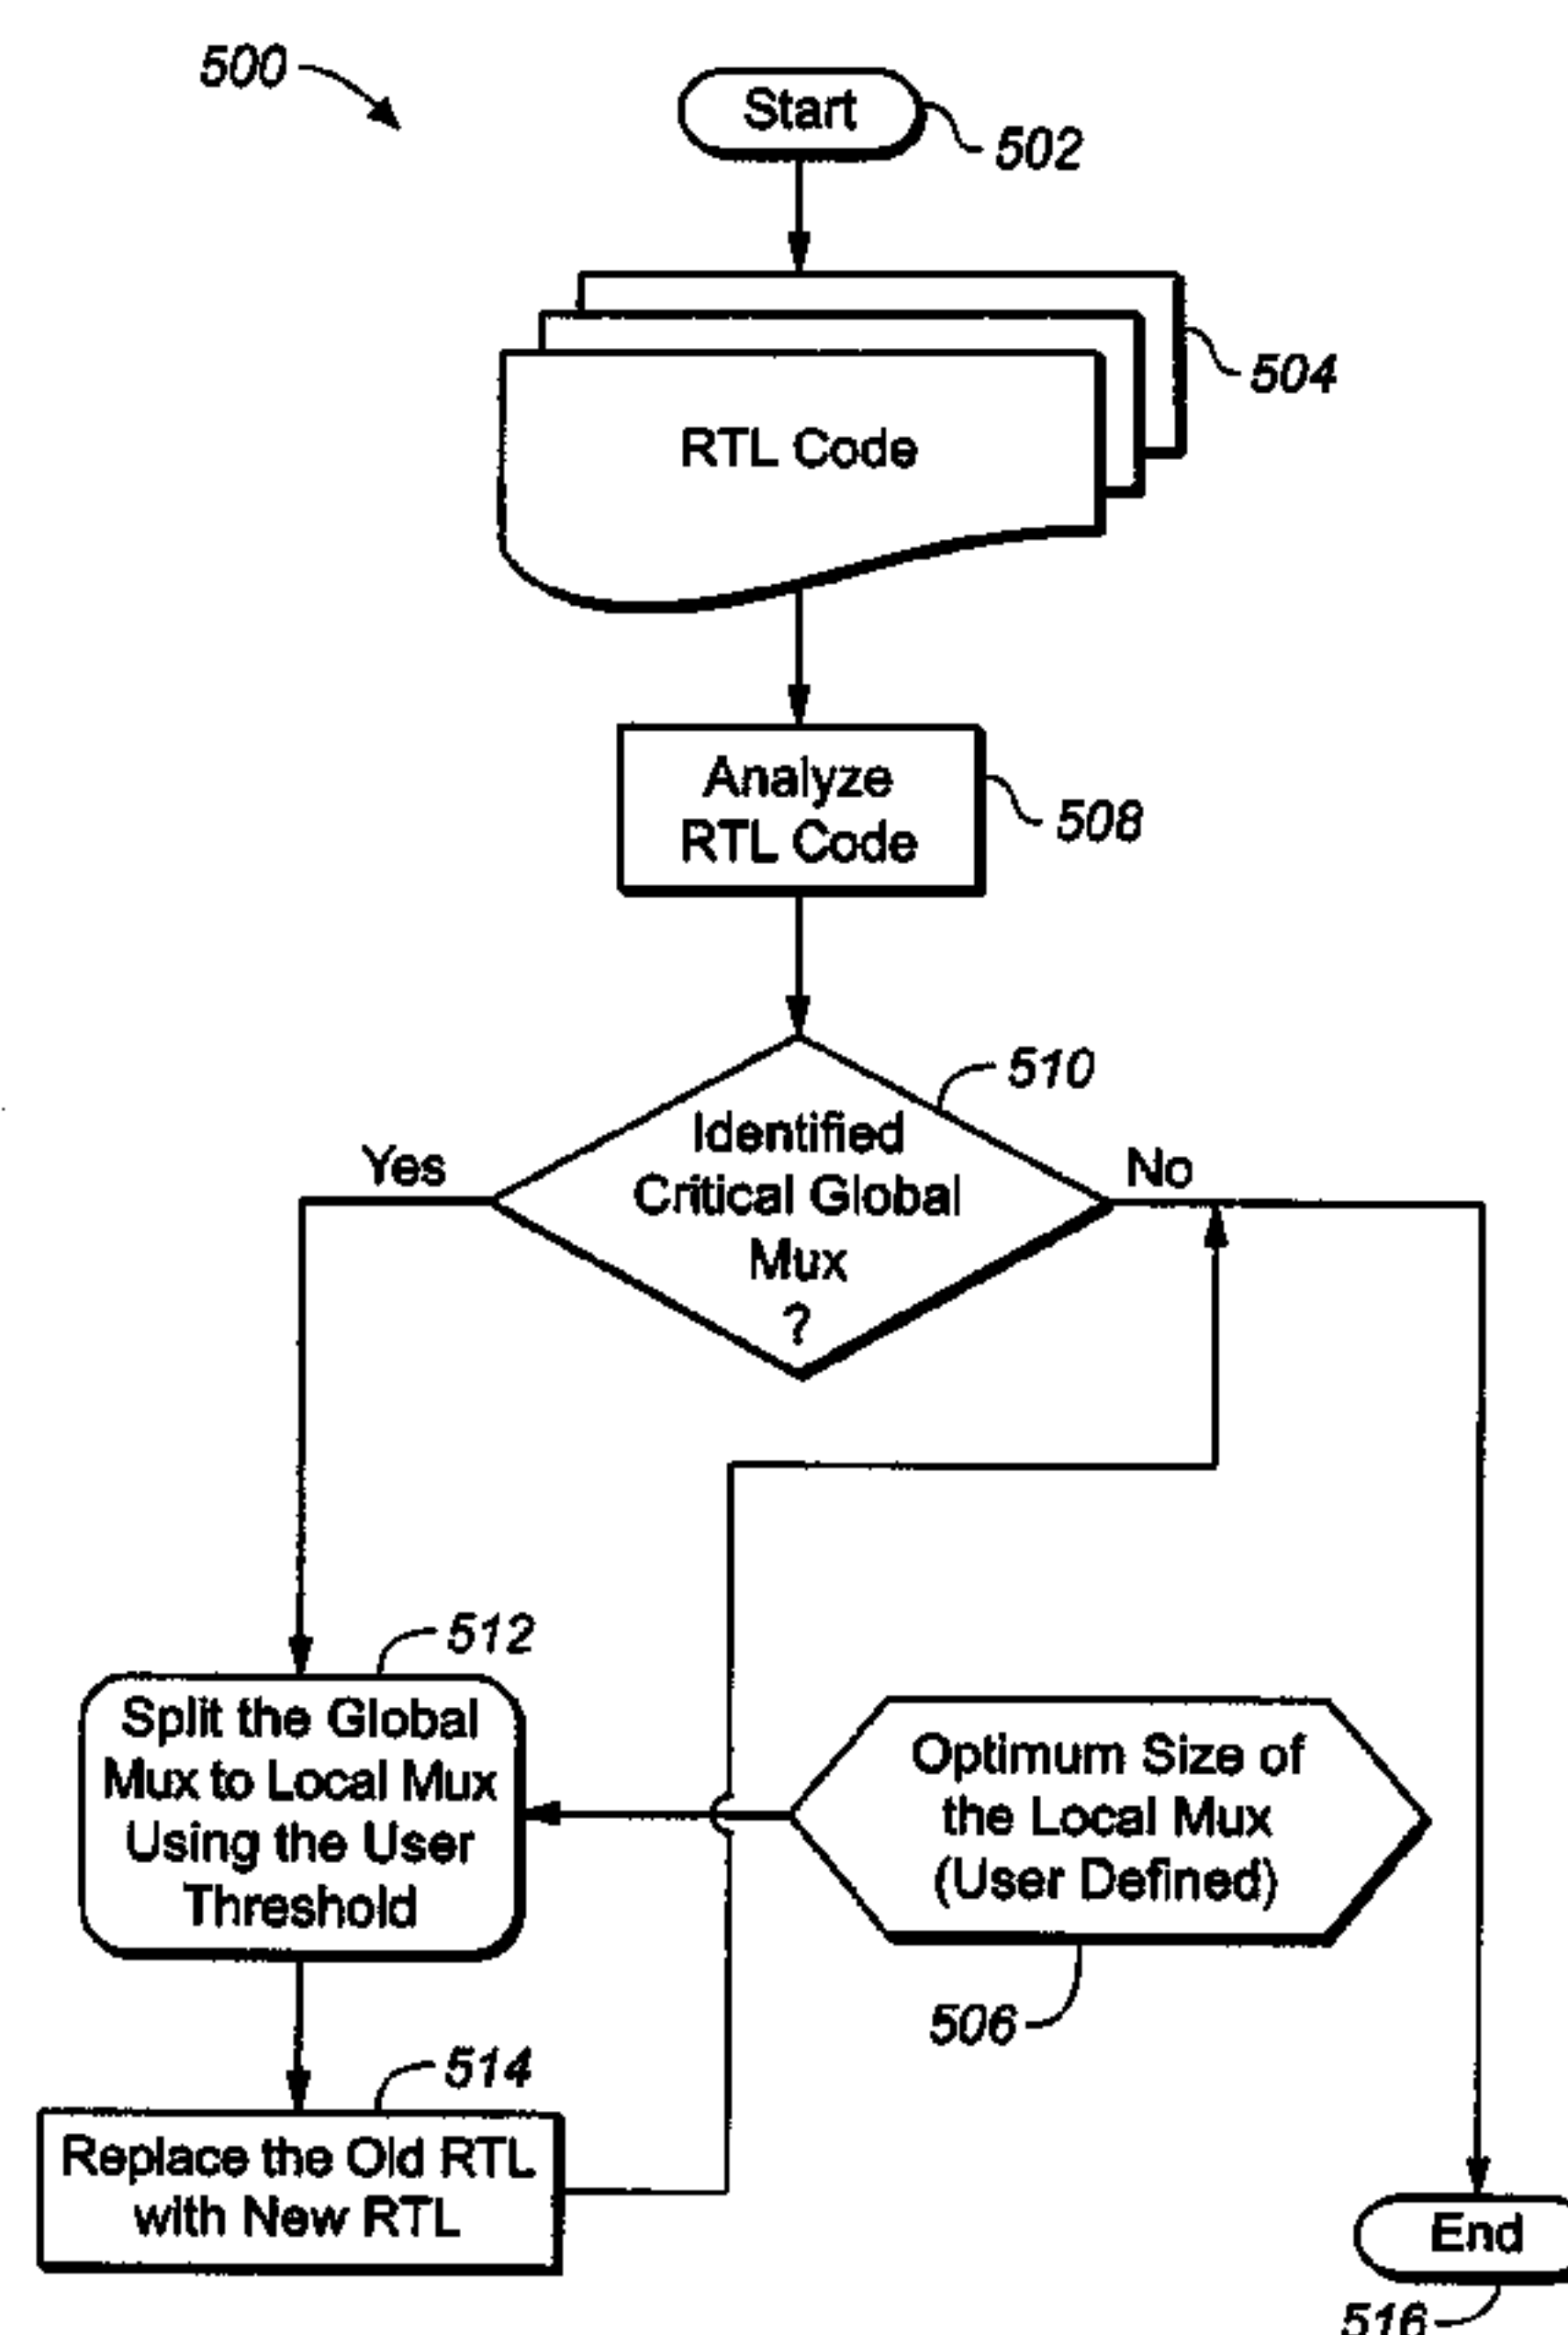 500
Start
502
504
RTL Code
Analyze
RTL Code
508
510
Identified
Critical Global
Mux
?
Yes
No
512
Split the Global
Mux to Local Mux
Using the User
Threshold
Optimum Size of
the Local Mux
(User Defined)
506
514
Replace the Old RTL
with New RTL
End
516